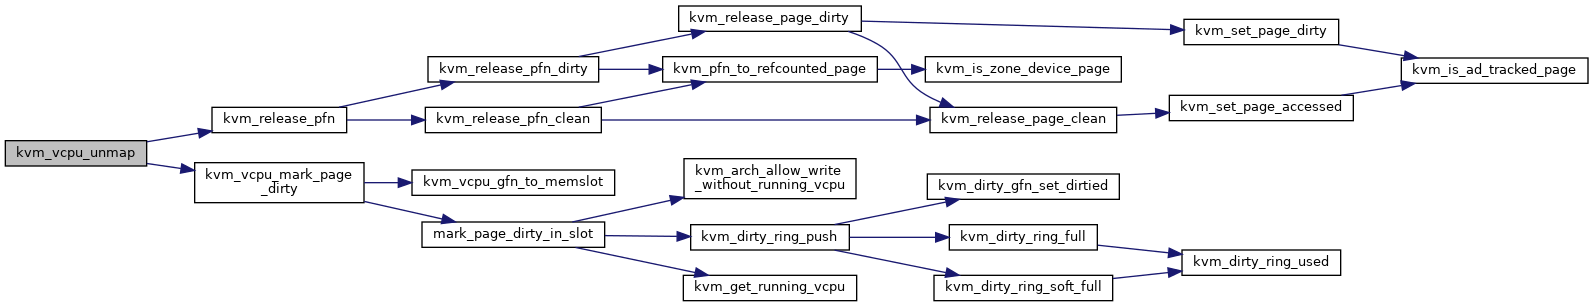 kvm_vcpu_unmap
kvm_release_pfn
kvm_vcpu_mark_page
_dirty
kvm_release_pfn_dirty
kvm_release_pfn_clean
kvm_vcpu_gfn_to_memslot
mark_page_dirty_in_slot
kvm_release_page_dirty
kvm_pfn_to_refcounted_page
kvm_arch_allow_write
_without_running_vcpu
kvm_dirty_ring_push
kvm_get_running_vcpu
kvm_is_zone_device_page
kvm_release_page_clean
kvm_dirty_gfn_set_dirtied
kvm_dirty_ring_full
kvm_dirty_ring_soft_full
kvm_set_page_dirty
kvm_set_page_accessed
kvm_dirty_ring_used
kvm_is_ad_tracked_page